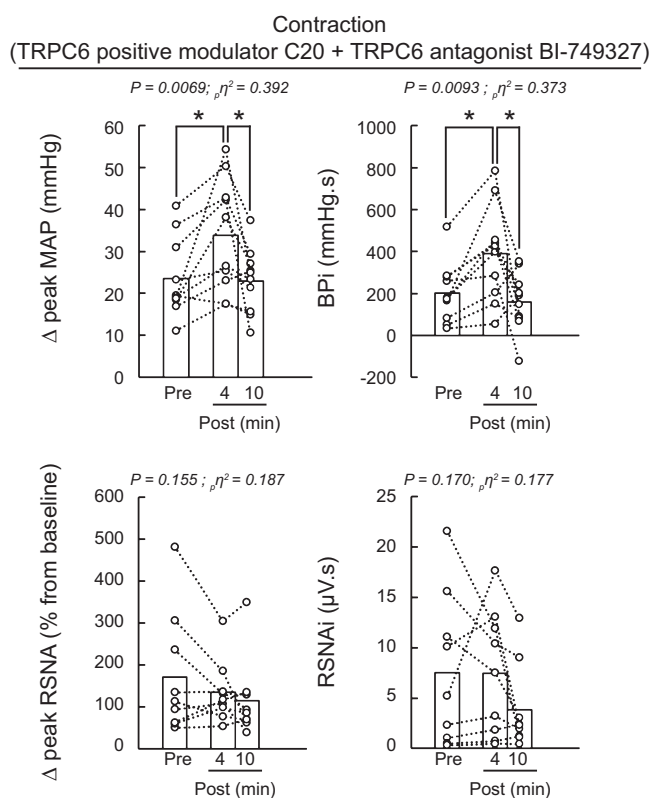 Contraction
(TRPC6 positive modulator C20 + TRPC6 antagonist BI-749327)
P = 0.0069; pη² = 0.392
P = 0.0093 ; pη² = 0.373
Δ peak MAP (mmHg)
60
50
40
30
20
10
0
* *
Pre 4 10
Post (min)
BPi (mmHg.s)
1000
800
600
400
200
0
-200
* *
Pre 4 10
Post (min)
P = 0.155 ; pη² = 0.187
P = 0.170; pη² = 0.177
Δ peak RSNA (% from baseline)
600
500
400
300
200
100
0
Pre 4 10
Post (min)
RSNAi (μV.s)
25
20
15
10
5
0
Pre 4 10
Post (min)